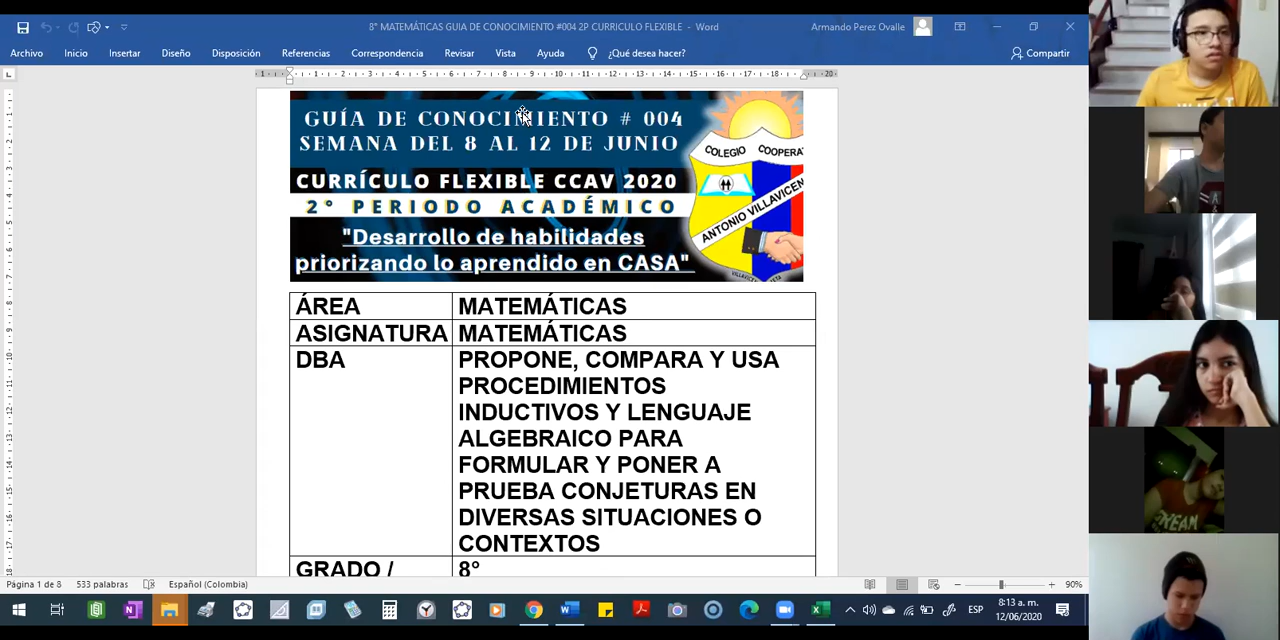 8° MATEMÁTICAS GUIA DE CONOCIMIENTO #004 2P CURRICULO FLEXIBLE - Word
Armando Perez Ovalle
Archivo Inicio Insertar Diseño Disposición Referencias Correspondencia Revisar Vista Ayuda ¿Qué desea hacer? Compartir
GUÍA DE CONOCIMIENTO # 004
SEMANA DEL 8 AL 12 DE JUNIO
CURRÍCULO FLEXIBLE CCAV 2020
2° PERIODO ACADÉMICO
"Desarrollo de habilidades
priorizando lo aprendido en CASA"
COLEGIO COOPERA
ANTONIO VILLAVICEN
ÁREA MATEMÁTICAS
ASIGNATURA MATEMÁTICAS
DBA PROPONE, COMPARA Y USA
PROCEDIMIENTOS
INDUCTIVOS Y LENGUAJE
ALGEBRAICO PARA
FORMULAR Y PONER A
PRUEBA CONJETURAS EN
DIVERSAS SITUACIONES O
CONTEXTOS
GRADO / 8°
Página 1 de 8 533 palabras Español (Colombia) 90%
ESP
8:13 a. m.
12/06/2020